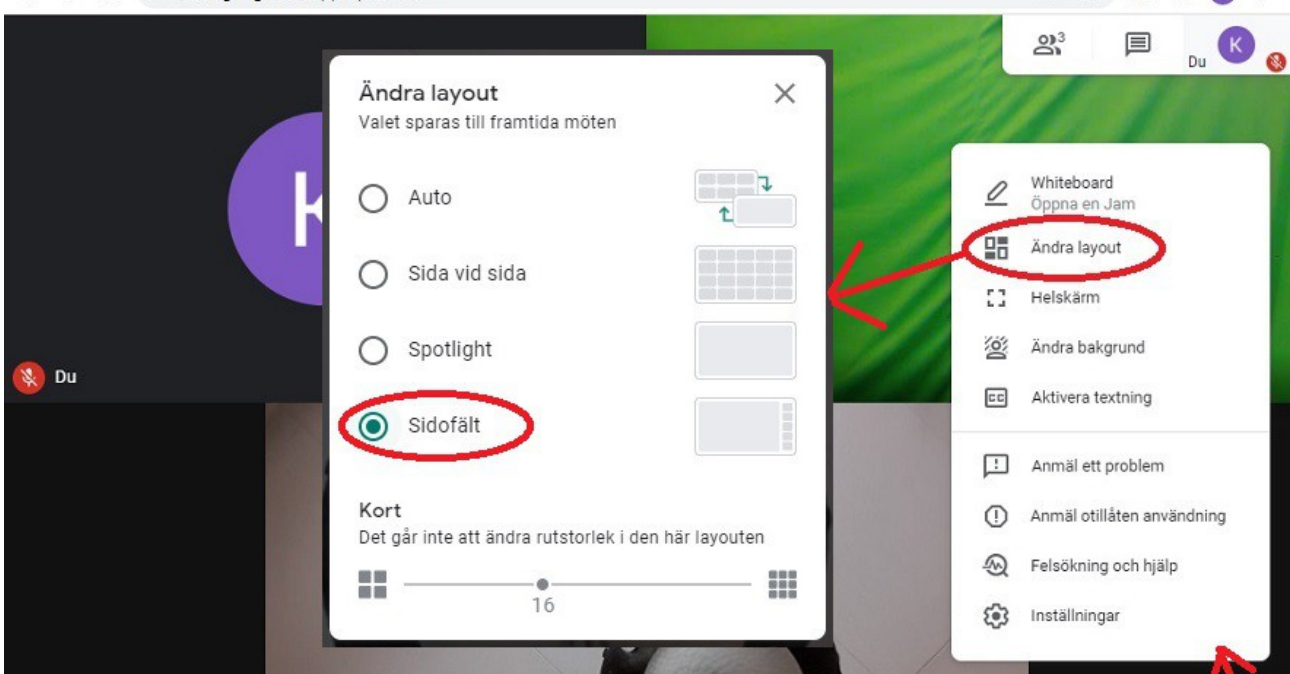 3
Du
K
Ändra layout
Valet sparas till framtida möten
Auto
Sida vid sida
Spotlight
Sidofält
Kort
Det går inte att ändra rutstorlek i den här layouten
16
Du
Whiteboard
Öppna en Jam
Ändra layout
Helskärm
Ändra bakgrund
CC
Aktivera textning
Anmäl ett problem
Anmäl otillåten användning
Felsökning och hjälp
Inställningar